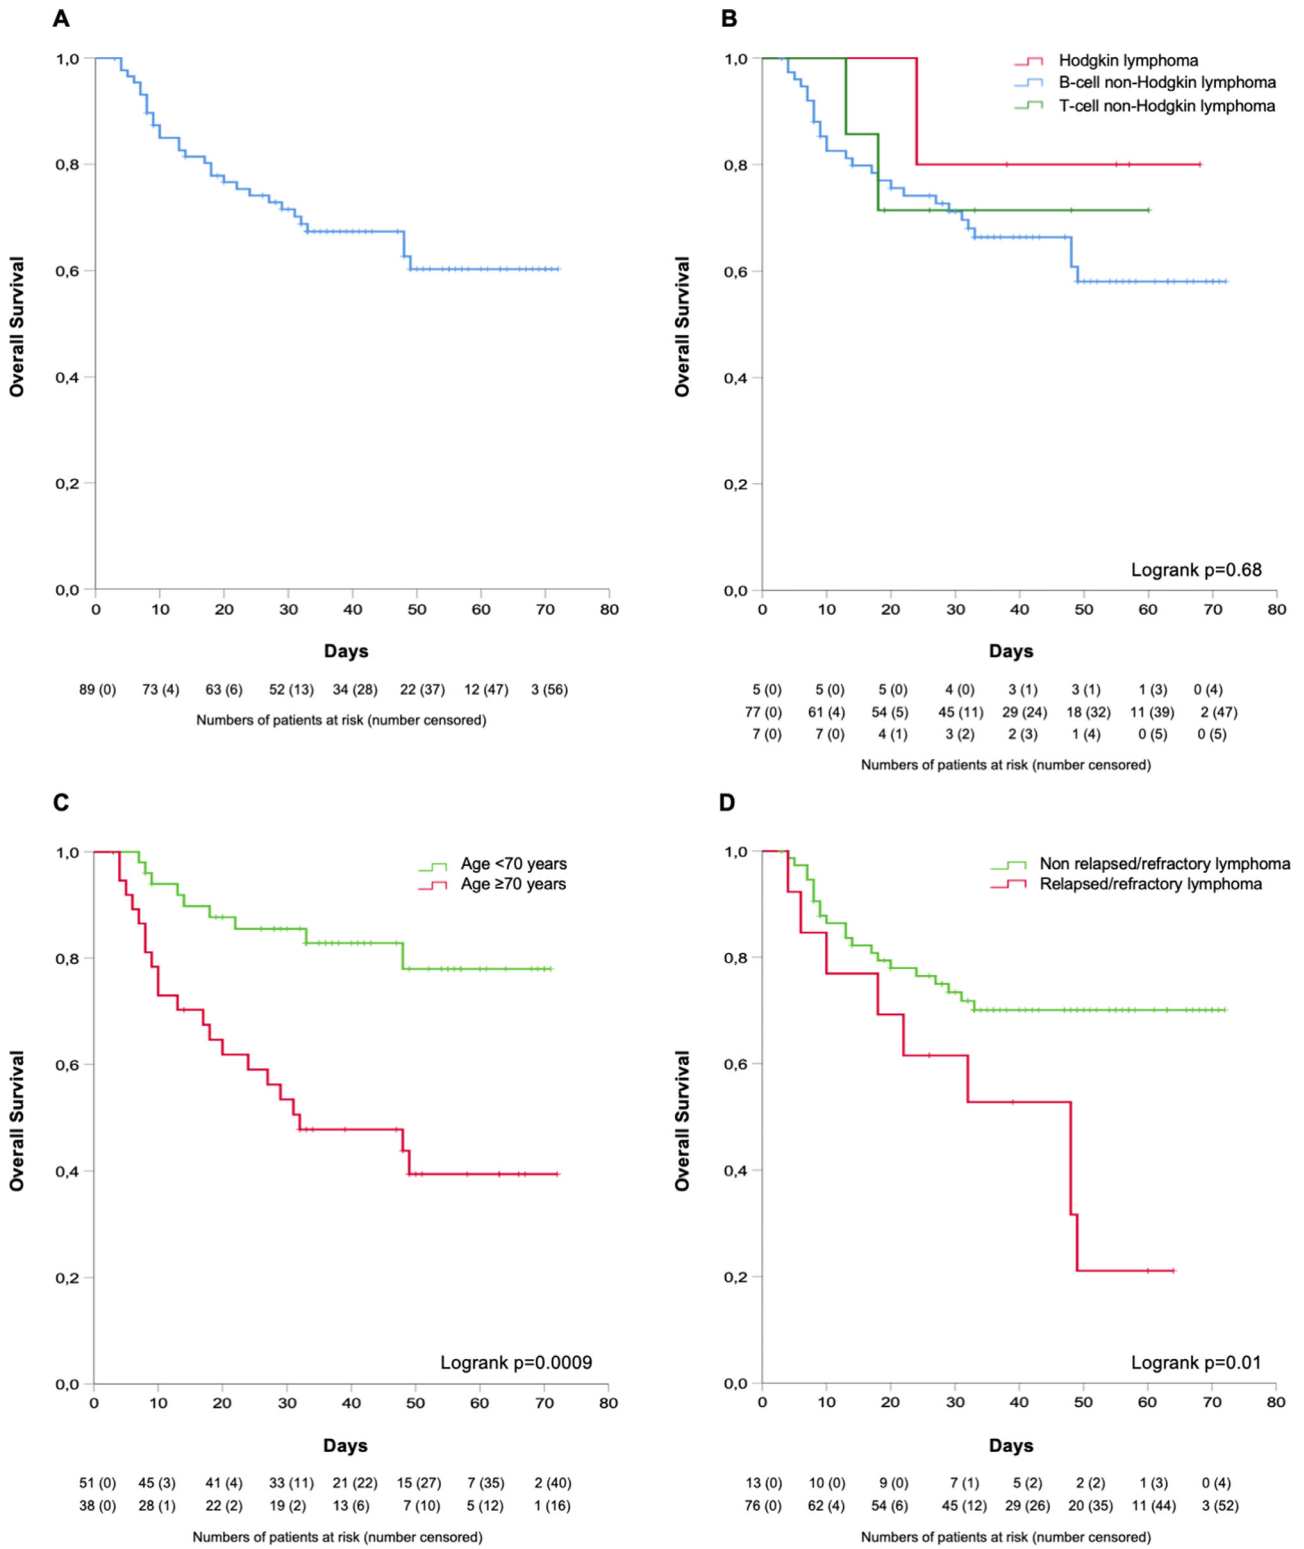 A
1,0
0,8
0,6
0,4
0,2
0,0
Overall Survival
0 10 20 30 40 50 60 70 80
Days
89 (0) 73 (4) 63 (6) 52 (13) 34 (28) 22 (37) 12 (47) 3 (56)
Numbers of patients at risk (number censored)
B
Hodgkin lymphoma
B-cell non-Hodgkin lymphoma
T-cell non-Hodgkin lymphoma
1,0
0,8
0,6
0,4
0,2
0,0
Overall Survival
Logrank p=0.68
0 10 20 30 40 50 60 70 80
Days
5 (0) 5 (0) 5 (0) 4 (0) 3 (1) 3 (1) 1 (3) 0 (4)
77 (0) 61 (4) 54 (5) 45 (11) 29 (24) 18 (32) 11 (39) 2 (47)
7 (0) 7 (0) 4 (1) 3 (2) 2 (3) 1 (4) 0 (5) 0 (5)
Numbers of patients at risk (number censored)
C
Age <70 years
Age ≥70 years
1,0
0,8
0,6
0,4
0,2
0,0
Overall Survival
Logrank p=0.0009
0 10 20 30 40 50 60 70 80
Days
51 (0) 45 (3) 41 (4) 33 (11) 21 (22) 15 (27) 7 (35) 2 (40)
38 (0) 28 (1) 22 (2) 19 (2) 13 (6) 7 (10) 5 (12) 1 (16)
Numbers of patients at risk (number censored)
D
Non relapsed/refractory lymphoma
Relapsed/refractory lymphoma
1,0
0,8
0,6
0,4
0,2
0,0
Overall Survival
Logrank p=0.01
0 10 20 30 40 50 60 70 80
Days
13 (0) 10 (0) 9 (0) 7 (1) 5 (2) 2 (2) 1 (3) 0 (4)
76 (0) 62 (4) 54 (6) 45 (12) 29 (26) 20 (35) 11 (44) 3 (52)
Numbers of patients at risk (number censored)